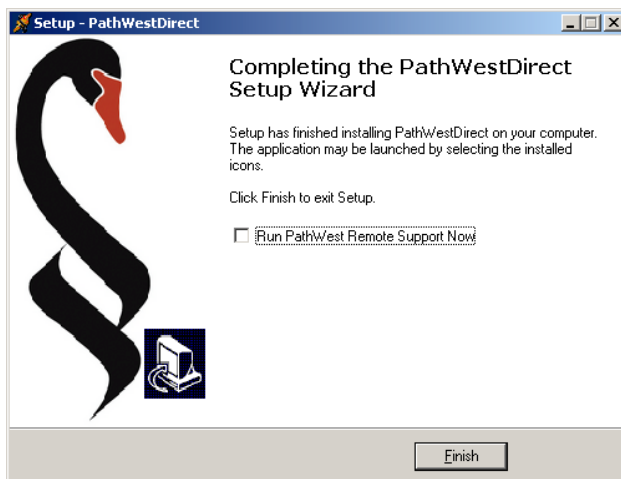 Setup - PathWestDirect
Completing the PathWestDirect
Setup Wizard
Setup has finished installing PathWestDirect on your computer.
The application may be launched by selecting the installed
icons.
Click Finish to exit Setup.
Run PathWest Remote Support Now
Finish